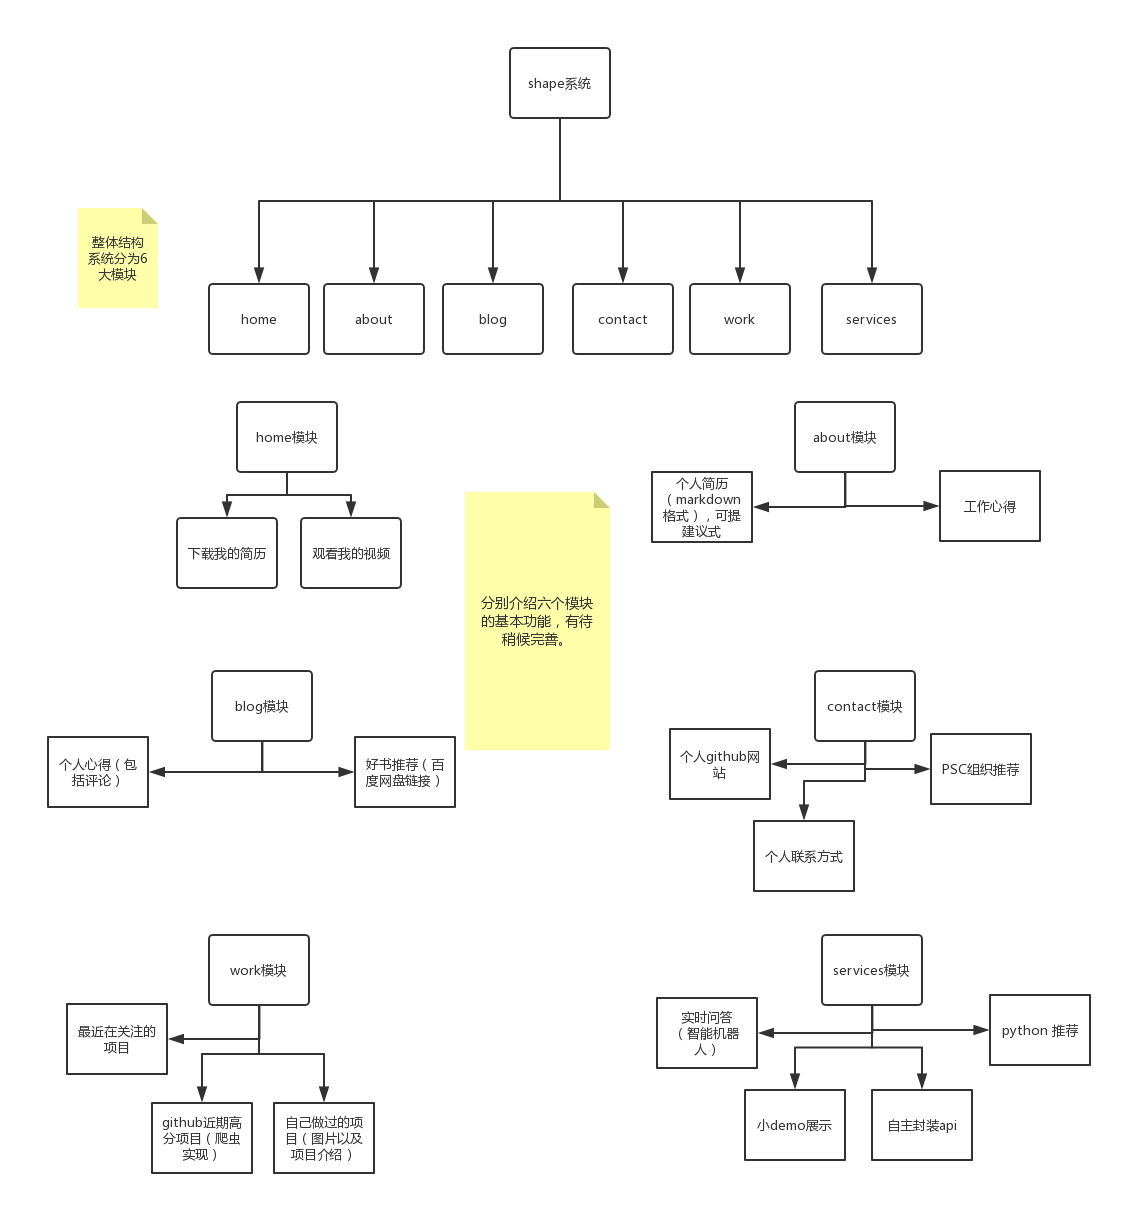 shape系统
整体结构
系统分为6
大模块
home
about
blog
contact
work
services
home模块
下载我的简历
观看我的视频
about模块
个人简历
（markdown
格式），可提
建议式
工作心得
分别介绍六个模块
的基本功能，有待
稍候完善。
blog模块
个人心得（包
括评论）
好书推荐（百
度网盘链接）
contact模块
个人github网
站
PSC组织推荐
个人联系方式
work模块
最近在关注的
项目
github近期高
分项目（爬虫
实现）
自己做过的项
目（图片以及
项目介绍）
services模块
实时问答
（智能机器
人）
python 推荐
小demo展示
自主封装api